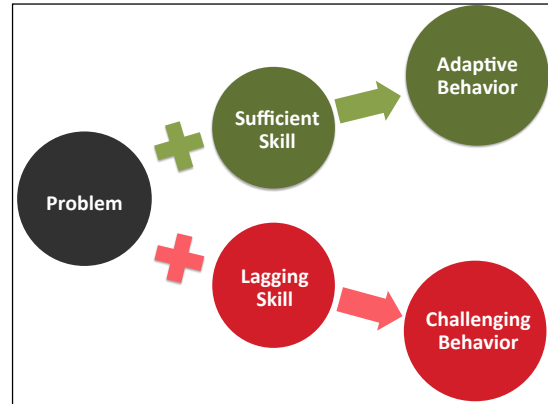 Problem
Sufficient
Skill
Adaptive
Behavior
Lagging
Skill
Challenging
Behavior